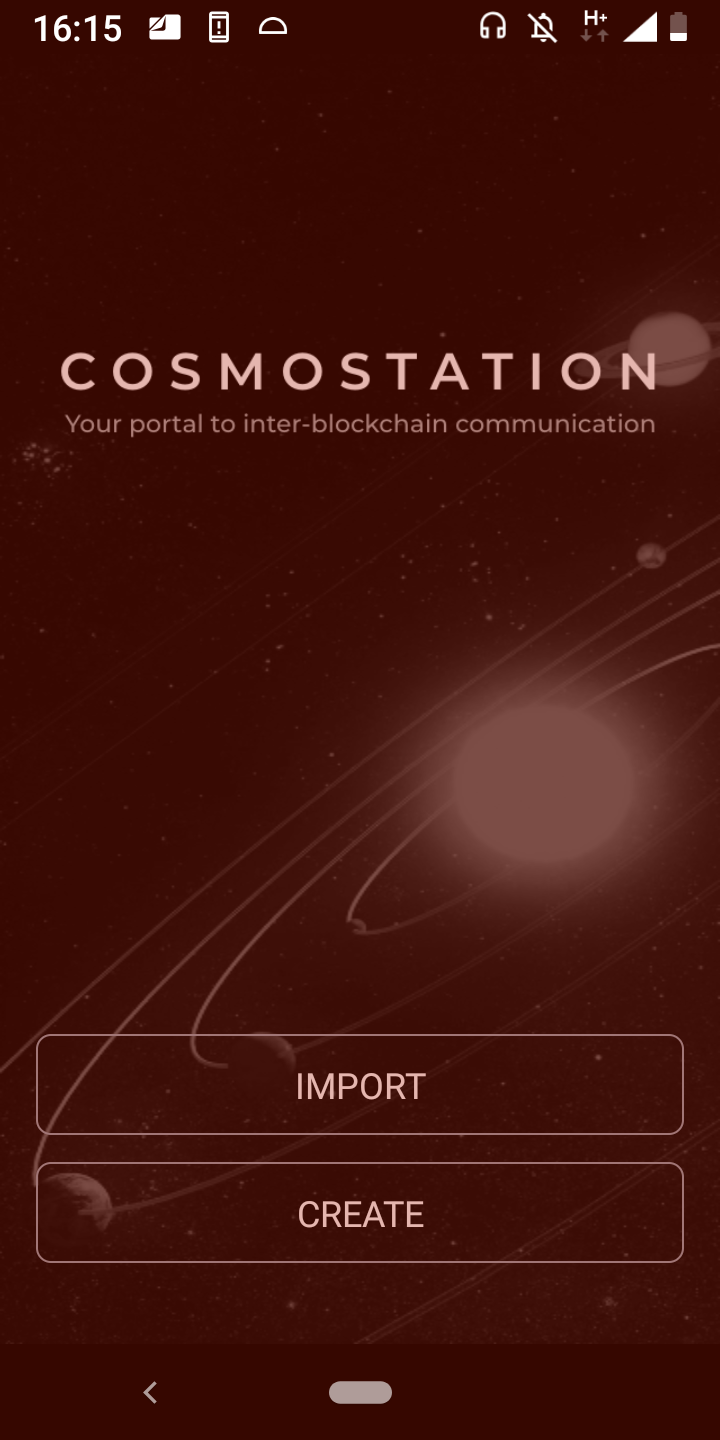 16:15
H+
COSMOSTATION
Your portal to inter-blockchain communication
IMPORT
CREATE